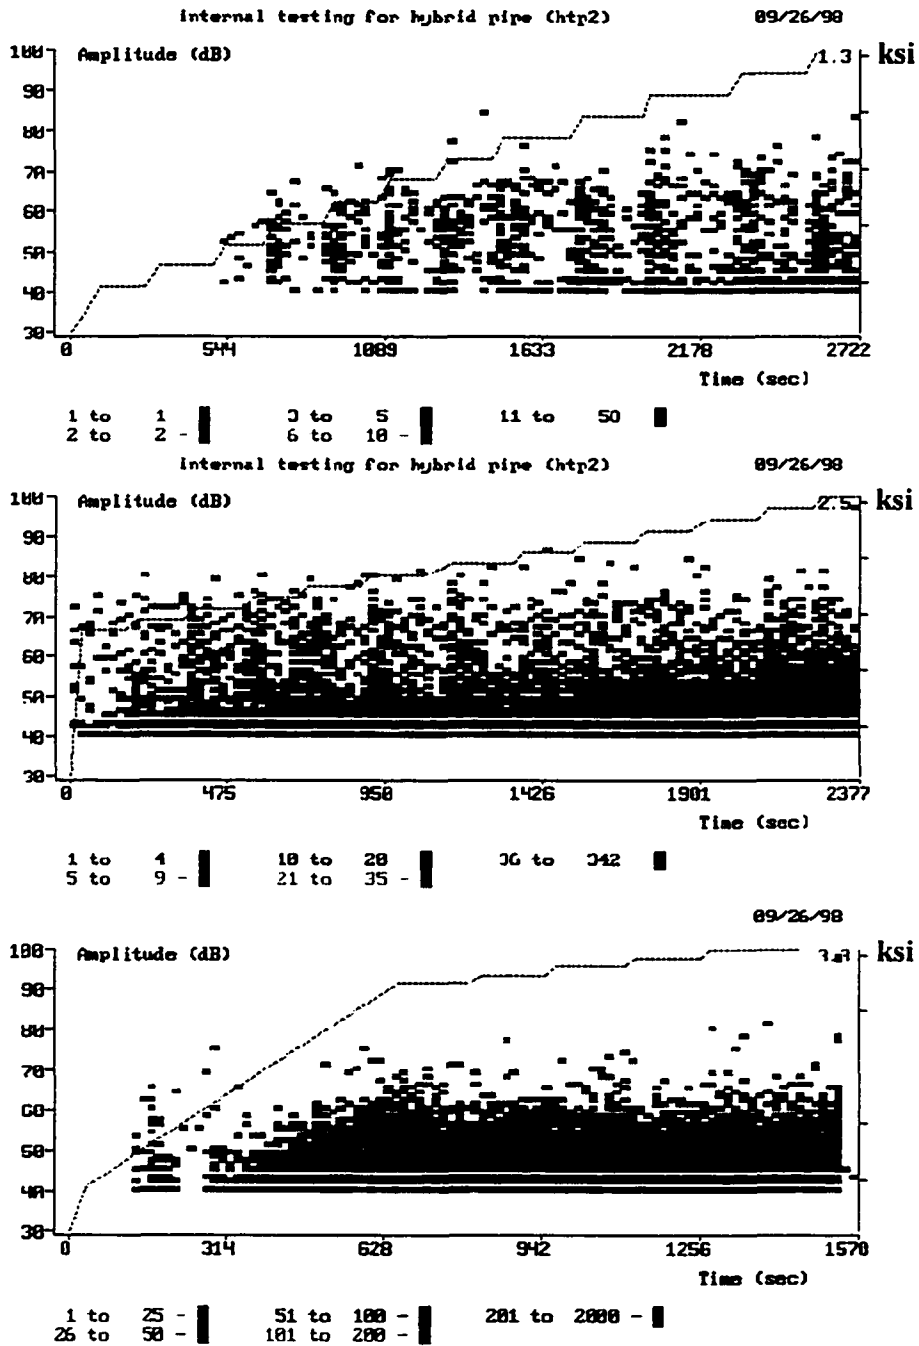 internal testing for hybrid pipe (htp2) 09/26/98
100 Amplitude (dB) 1.3 ksi
90
80
70
60
50
40
30
0 544 1089 1633 2178 2722
Time (sec)
1 to 1 3 to 5 11 to 50
2 to 2 - 6 to 10 -
internal testing for hybrid pipe (htp2) 09/26/98
100 Amplitude (dB) 2.5 ksi
90
80
70
60
50
40
30
0 475 950 1426 1901 2377
Time (sec)
1 to 4 10 to 20 36 to 342
5 to 9 - 21 to 35 -
09/26/98
100 Amplitude (dB) ksi
90
80
70
60
50
40
30
0 314 628 942 1256 1570
Time (sec)
1 to 25 - 51 to 100 - 201 to 2000 -
26 to 50 - 101 to 200 -